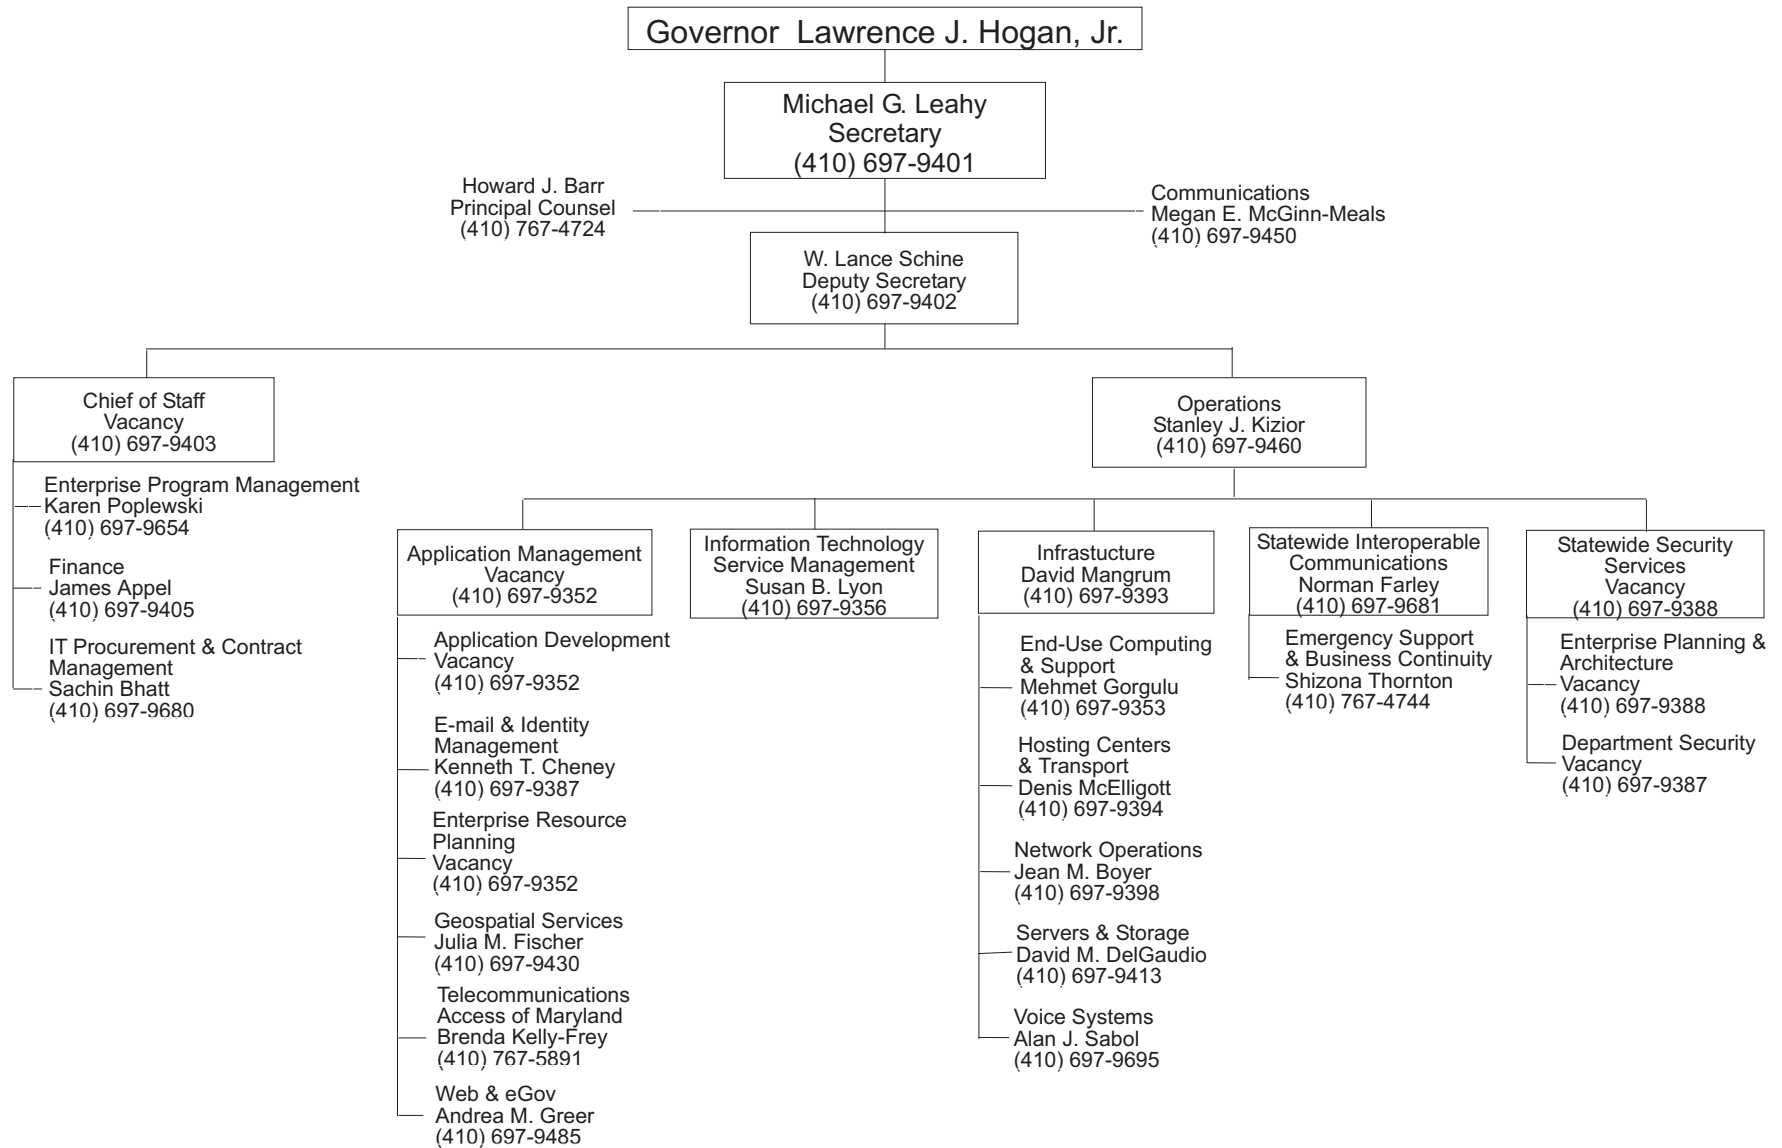 Governor Lawrence J. Hogan, Jr.
Michael G. Leahy
Secretary
(410) 697-9401
Howard J. Barr
Principal Counsel
(410) 767-4724
Communications
Megan E. McGinn-Meals
(410) 697-9450
W. Lance Schine
Deputy Secretary
(410) 697-9402
Chief of Staff
Vacancy
(410) 697-9403
Enterprise Program Management
Karen Poplewski
(410) 697-9654
Finance
James Appel
(410) 697-9405
IT Procurement & Contract
Management
Sachin Bhatt
(410) 697-9680
Operations
Stanley J. Kizior
(410) 697-9460
Application Management
Vacancy
(410) 697-9352
Application Development
Vacancy
(410) 697-9352
E-mail & Identity
Management
Kenneth T. Cheney
(410) 697-9387
Enterprise Resource
Planning
Vacancy
(410) 697-9352
Geospatial Services
Julia M. Fischer
(410) 697-9430
Telecommunications
Access of Maryland
Brenda Kelly-Frey
(410) 767-5891
Web & eGov
Andrea M. Greer
(410) 697-9485
Information Technology
Service Management
Susan B. Lyon
(410) 697-9356
Infrastucture
David Mangrum
(410) 697-9393
End-Use Computing
& Support
Mehmet Gorgulu
(410) 697-9353
Hosting Centers
& Transport
Denis McElligott
(410) 697-9394
Network Operations
Jean M. Boyer
(410) 697-9398
Servers & Storage
David M. DelGaudio
(410) 697-9413
Voice Systems
Alan J. Sabol
(410) 697-9695
Statewide Interoperable
Communications
Norman Farley
(410) 697-9681
Emergency Support
& Business Continuity
Shizona Thornton
(410) 767-4744
Statewide Security
Services
Vacancy
(410) 697-9388
Enterprise Planning &
Architecture
Vacancy
(410) 697-9388
Department Security
Vacancy
(410) 697-9387